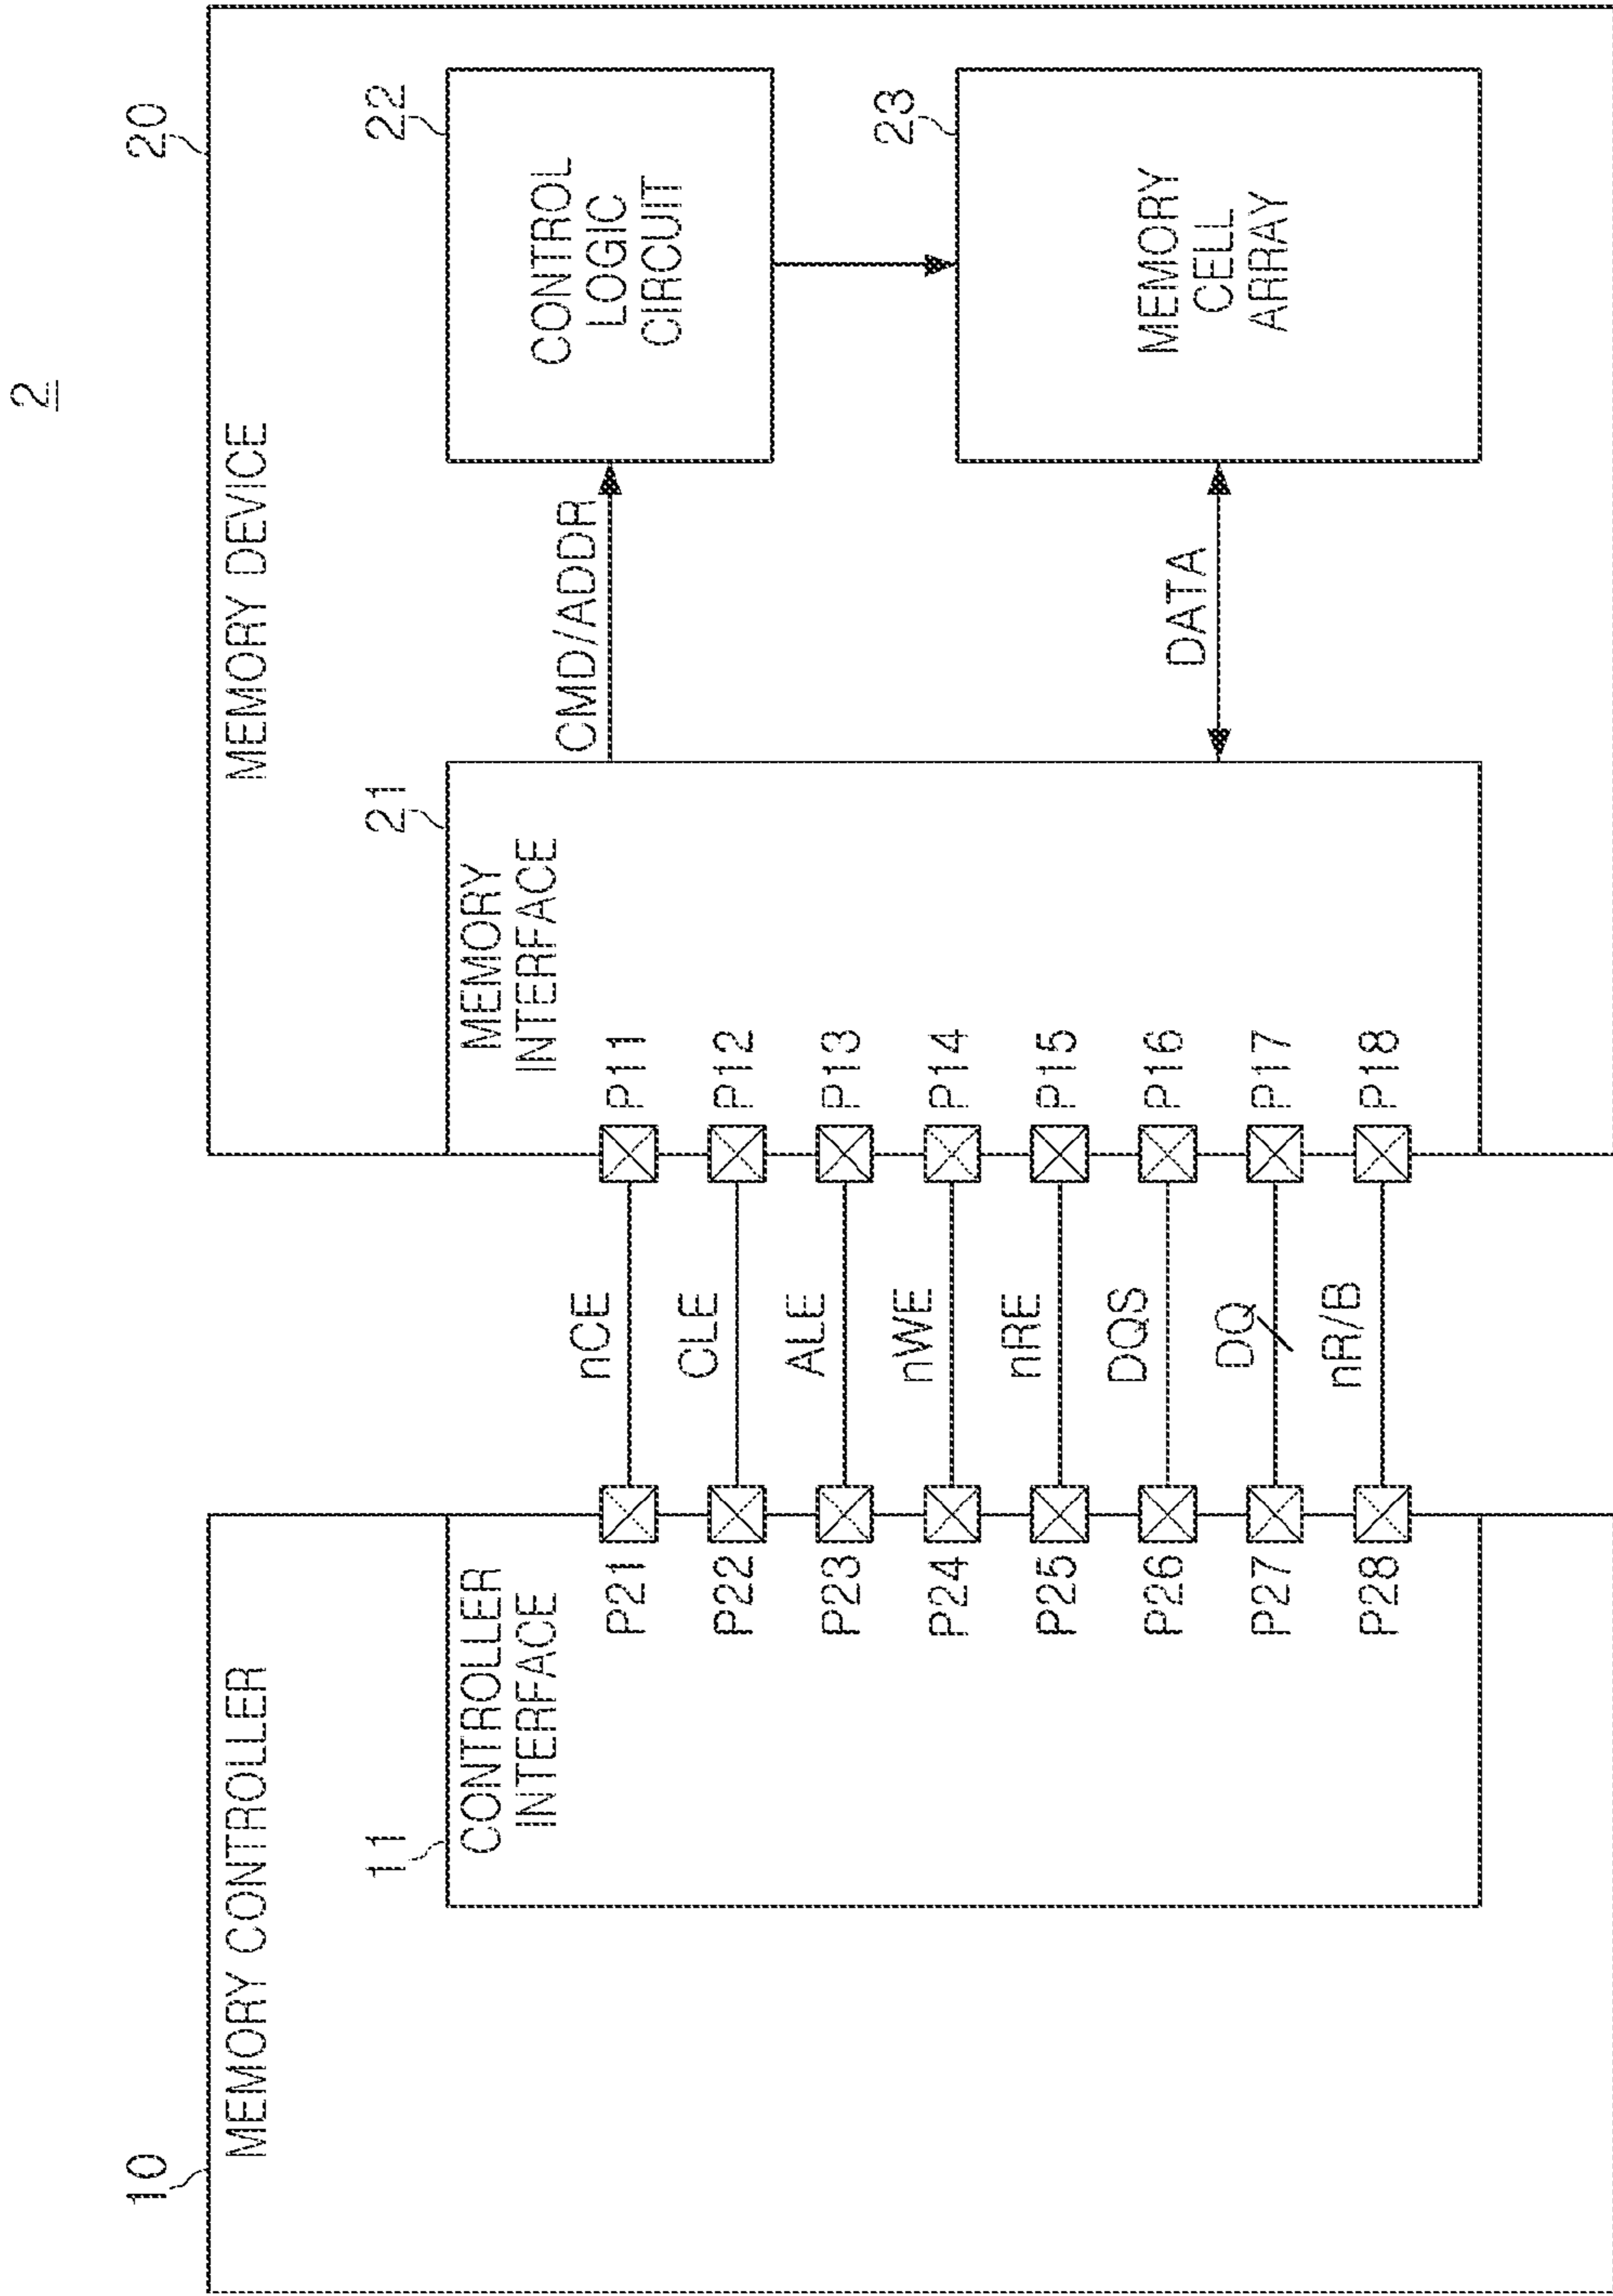 2
10
MEMORY CONTROLLER
11
CONTROLLER
INTERFACE
P21
P22
P23
P24
P25
P26
P27
P28
nCE
CLE
ALE
nWE
nRE
DQS
DQ
nR/B
20
MEMORY DEVICE
21
MEMORY
INTERFACE
P11
P12
P13
P14
P15
P16
P17
P18
CMD/ADDR
DATA
22
CONTROL
LOGIC
CIRCUIT
23
MEMORY
CELL
ARRAY